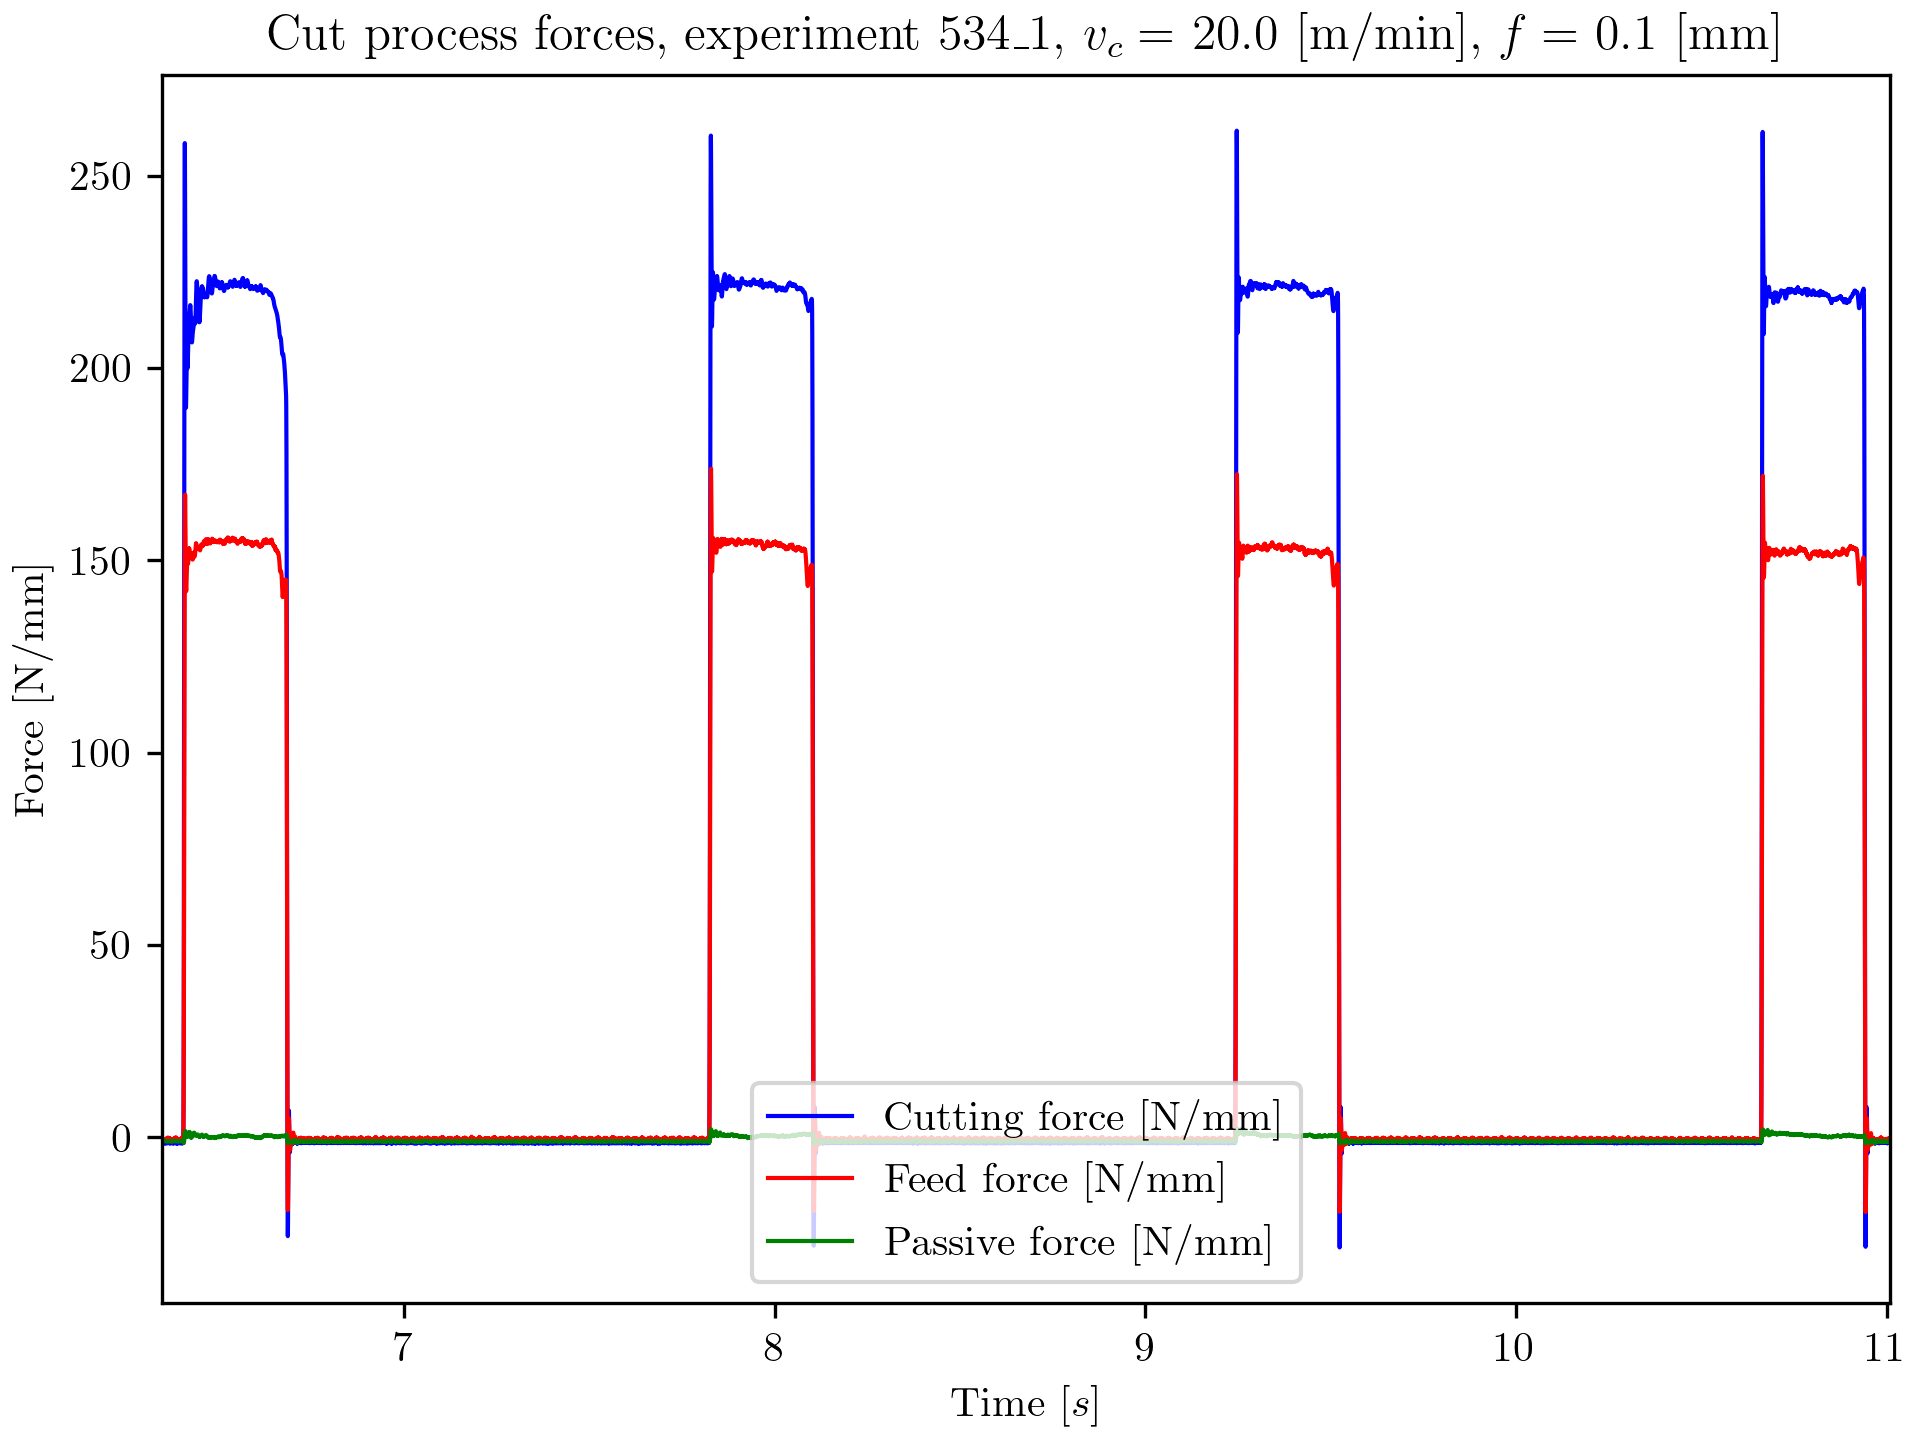 Cut process forces, experiment 534_1, v_c = 20.0 [m/min], f = 0.1 [mm]
Force [N/mm]
250
200
150
100
50
0
Cutting force [N/mm]
Feed force [N/mm]
Passive force [N/mm]
7 8 9 10 11
Time [s]